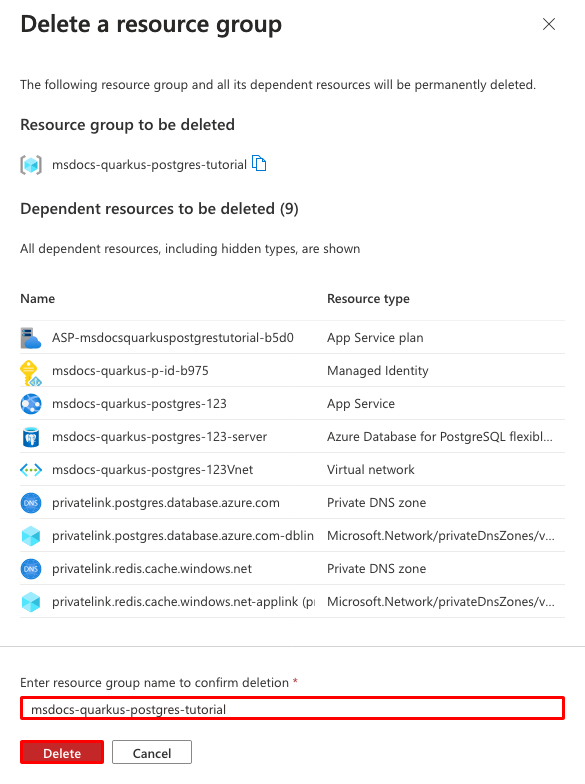 Delete a resource group
The following resource group and all its dependent resources will be permanently deleted.
Resource group to be deleted
msdocs-quarkus-postgres-tutorial
Dependent resources to be deleted (9)
All dependent resources, including hidden types, are shown
Name Resource type
ASP-msdocsquarkuspostgrestutorial-b5d0 App Service plan
msdocs-quarkus-p-id-b975 Managed Identity
msdocs-quarkus-postgres-123 App Service
msdocs-quarkus-postgres-123-server Azure Database for PostgreSQL flexibl...
msdocs-quarkus-postgres-123Vnet Virtual network
DNS privatelink.postgres.database.azure.com Private DNS zone
privatelink.postgres.database.azure.com-dblin Microsoft.Network/privateDnsZones/v...
DNS privatelink.redis.cache.windows.net Private DNS zone
privatelink.redis.cache.windows.net-applink (pr Microsoft.Network/privateDnsZones/v...
Enter resource group name to confirm deletion *
msdocs-quarkus-postgres-tutorial
Delete Cancel